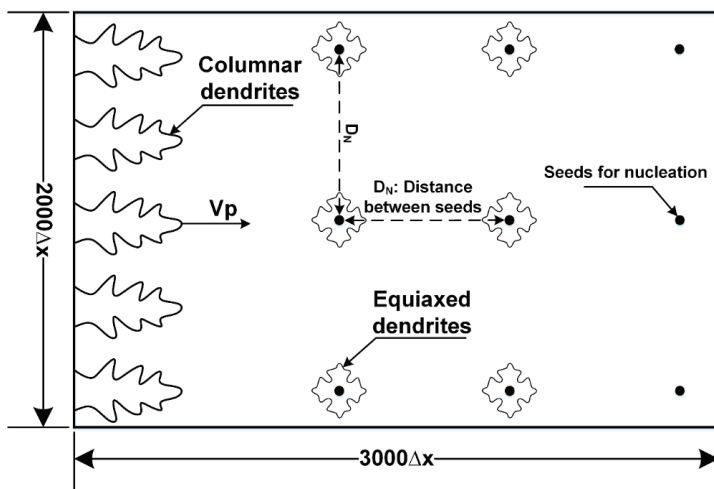 Columnar
dendrites
D_N
2000Δx
Vp
D_N: Distance
between seeds
Seeds for nucleation
Equiaxed
dendrites
3000Δx